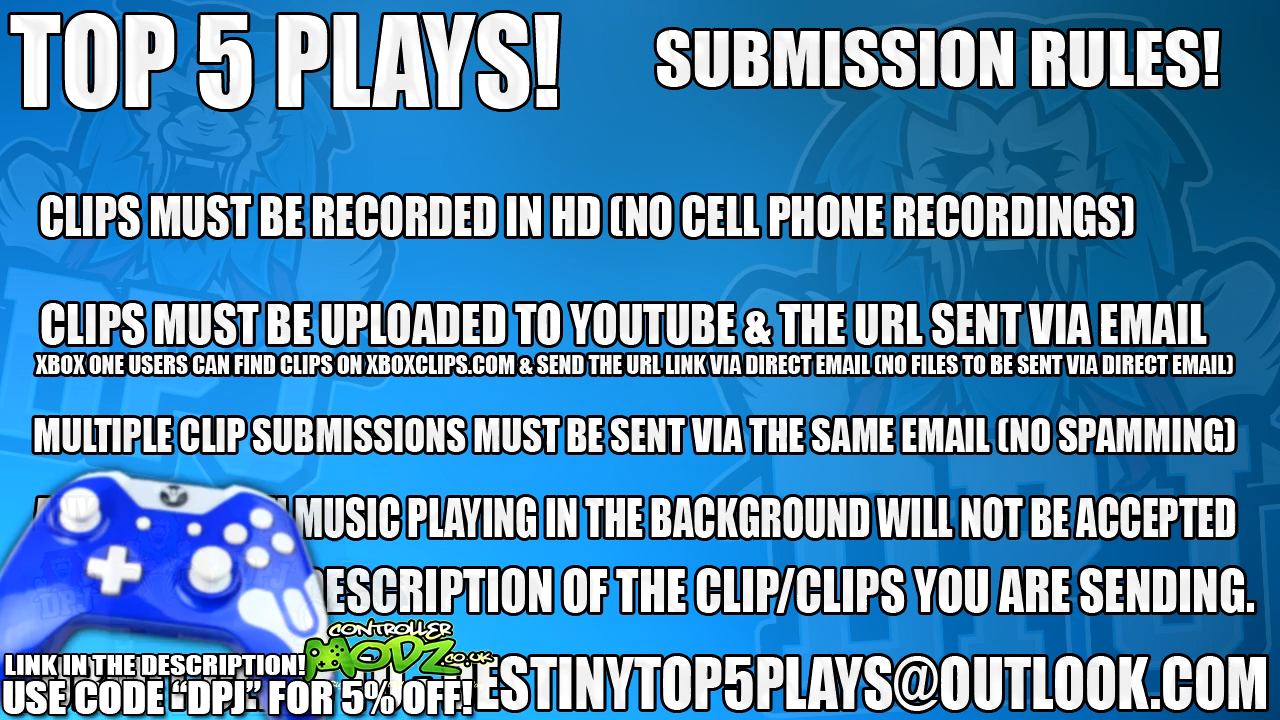 TOP 5 PLAYS!
SUBMISSION RULES!
CLIPS MUST BE RECORDED IN HD (NO CELL PHONE RECORDINGS)
CLIPS MUST BE UPLOADED TO YOUTUBE & THE URL SENT VIA EMAIL
XBOX ONE USERS CAN FIND CLIPS ON XBOXCLIPS.COM & SEND THE URL LINK VIA DIRECT EMAIL (NO FILES TO BE SENT VIA DIRECT EMAIL)
MULTIPLE CLIP SUBMISSIONS MUST BE SENT VIA THE SAME EMAIL (NO SPAMMING)
MUSIC PLAYING IN THE BACKGROUND WILL NOT BE ACCEPTED
ESCRIPTION OF THE CLIP/CLIPS YOU ARE SENDING.
CONTROLLER
MODZ.CO.UK
LINK IN THE DESCRIPTION!
USE CODE “DPJ” FOR 5% OFF!
ESTINYTOP5PLAYS@OUTLOOK.COM